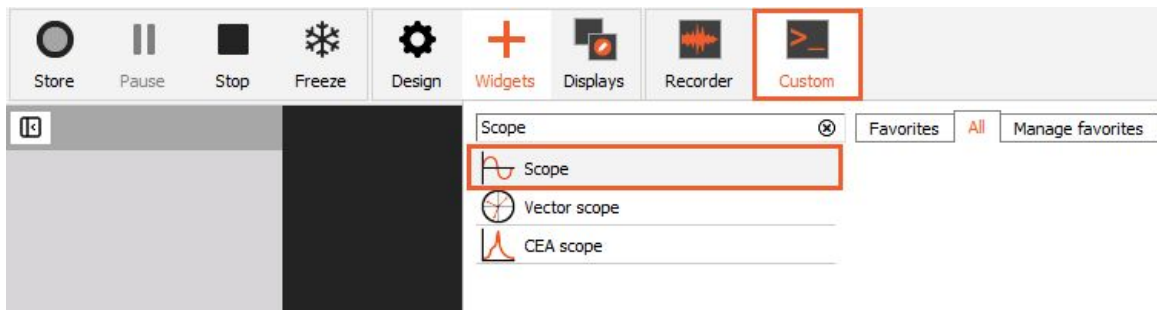 Store Pause Stop Freeze Design Widgets Displays Recorder Custom
Scope Favorites All Manage favorites
Scope
Vector scope
CEA scope